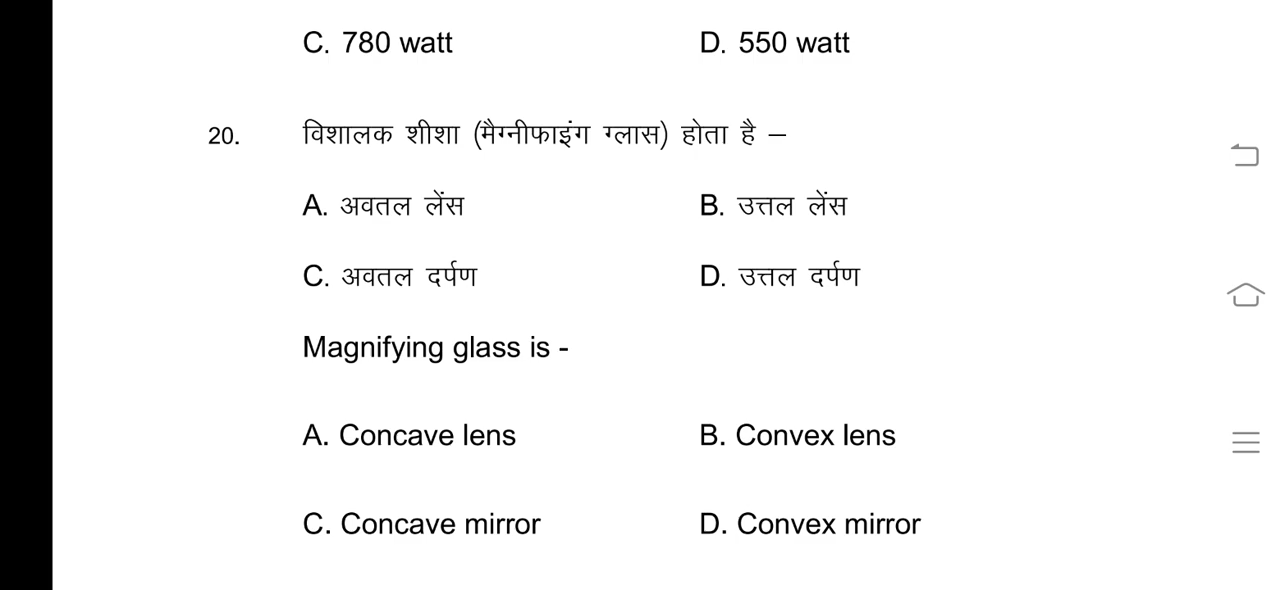 C. 780 watt D. 550 watt
20. विशालक शीशा (मैग्नीफाइंग ग्लास) होता है –
A. अवतल लेंस B. उत्तल लेंस
C. अवतल दर्पण D. उत्तल दर्पण
Magnifying glass is -
A. Concave lens B. Convex lens
C. Concave mirror D. Convex mirror